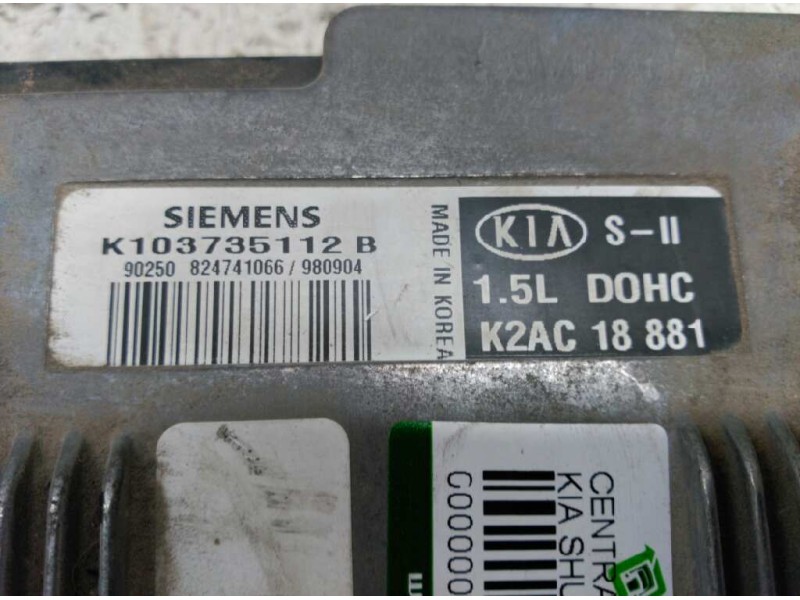 SIEMENS
K103735112 B
90250 824741066 / 980904
MADE IN KOREA
KIA S-II
1.5L DOHC
K2AC 18 881
CENTRA
KIA SHU